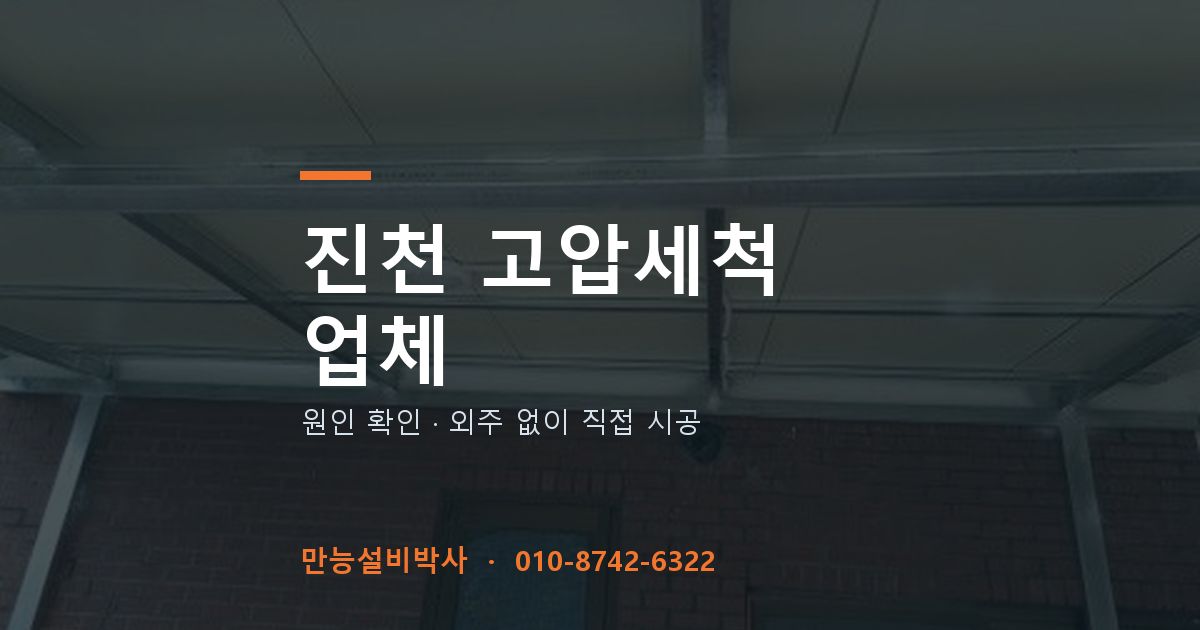 진천 고압세척
업체
원인 확인 · 외주 없이 직접 시공
만능설비박사 · 010-8742-6322